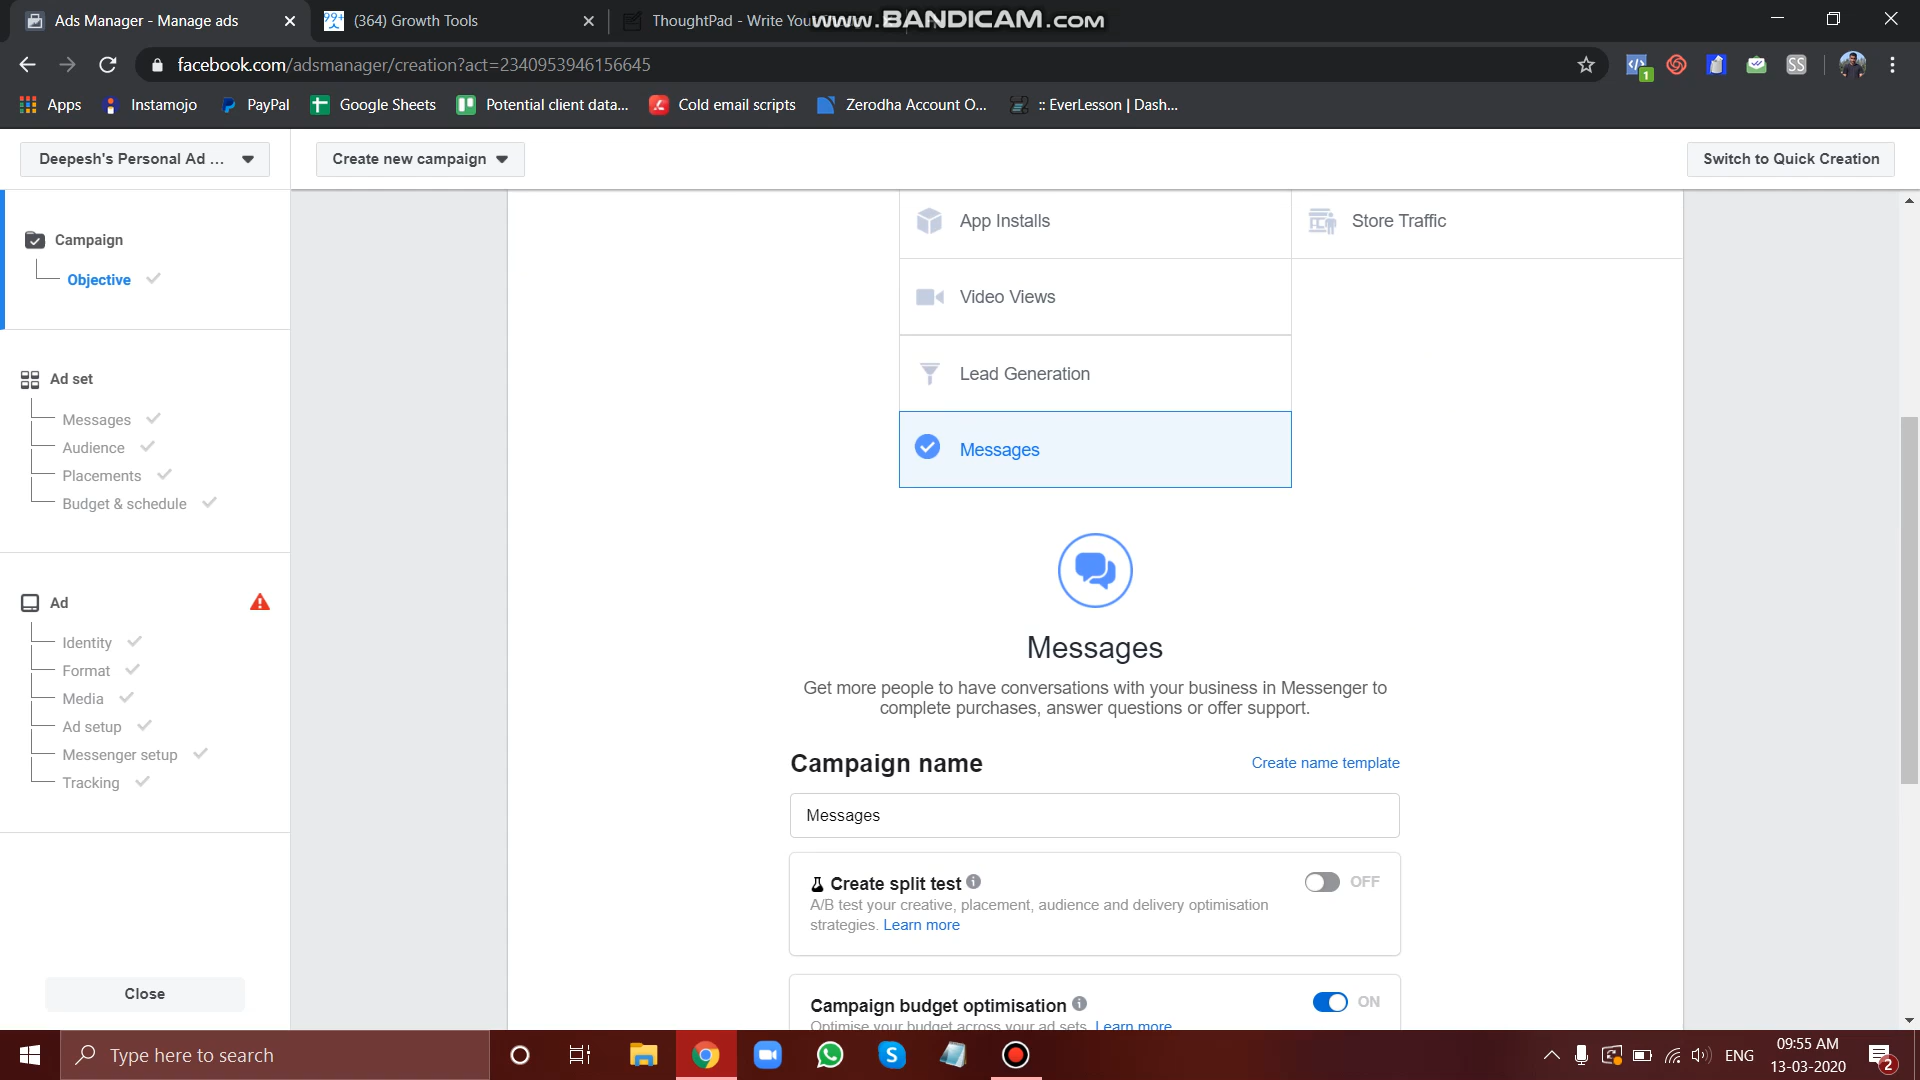 Ads Manager - Manage ads
(364) Growth Tools
ThoughtPad - Write You
www.BANDICAM.com
facebook.com/adsmanager/creation?act=2340953946156645
1
SS
Apps
Instamojo
PayPal
Google Sheets
Potential client data...
Cold email scripts
Zerodha Account O...
:: EverLesson | Dash...
Deepesh's Personal Ad ...
Create new campaign
Switch to Quick Creation
Campaign
Objective
Ad set
Messages
Audience
Placements
Budget & schedule
Ad
Identity
Format
Media
Ad setup
Messenger setup
Tracking
Close
App Installs
Store Traffic
Video Views
Lead Generation
Messages
Messages
Get more people to have conversations with your business in Messenger to
complete purchases, answer questions or offer support.
Campaign name
Create name template
Messages
Create split test
OFF
A/B test your creative, placement, audience and delivery optimisation
strategies. Learn more
Campaign budget optimisation
ON
Optimise your budget across your ad sets. Learn more
Type here to search
ENG
09:55 AM
13-03-2020
2